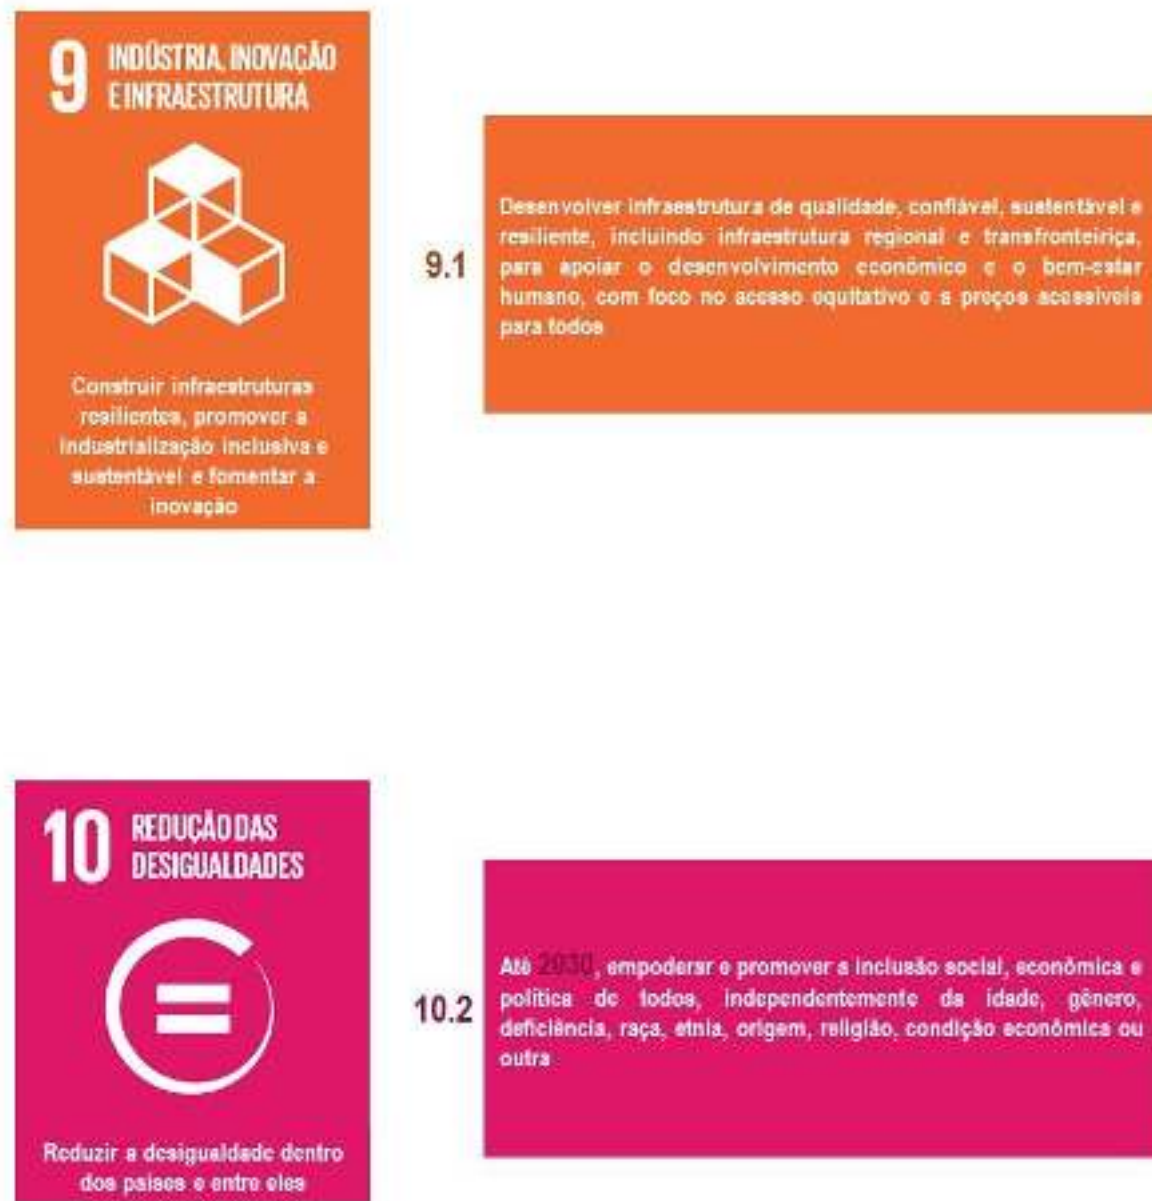 9 INDÚSTRIA, INOVAÇÃO
E INFRAESTRUTURA
Construir infraestruturas
resilientes, promover a
industrialização inclusiva e
sustentável e fomentar a
inovação
9.1
Desenvolver infraestrutura de qualidade, confiável, sustentável e
resiliente, incluindo infraestrutura regional e transfronteiriça,
para apoiar o desenvolvimento econômico e o bem-estar
humano, com foco no acesso equitativo e a preços acessíveis
para todos
10 REDUÇÃO DAS
DESIGUALDADES
Reduzir a desigualdade dentro
dos países e entre eles
10.2
Até 2030, empoderar e promover a inclusão social, econômica e
política de todos, independentemente da idade, gênero,
deficiência, raça, etnia, origem, religião, condição econômica ou
outra